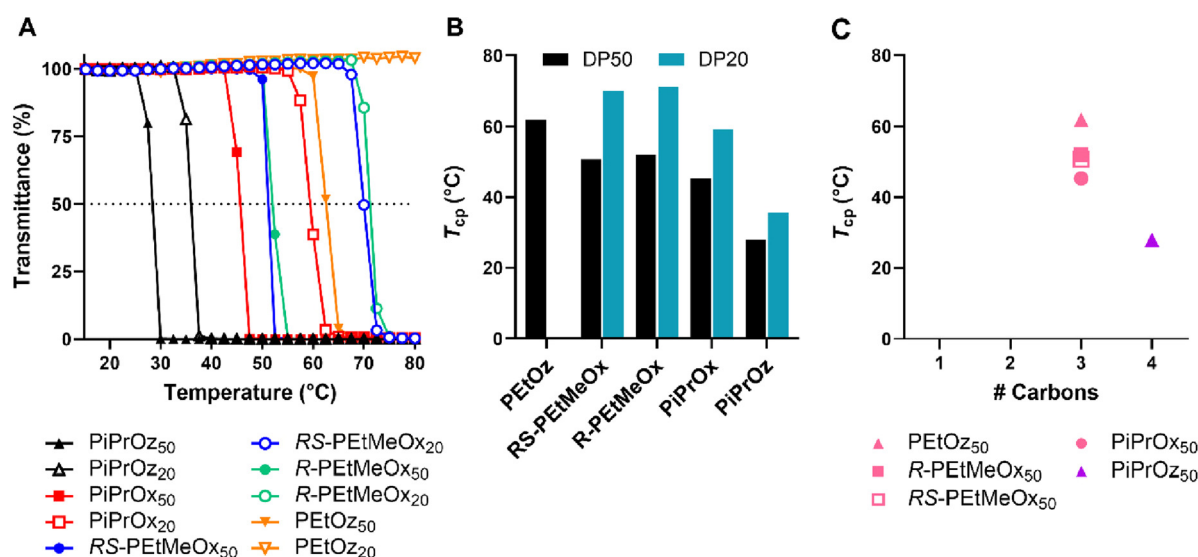 A
Transmittance (%)
100
75
50
25
0
20 30 40 50 60 70 80
Temperature (°C)
PiPrOz50
PiPrOz20
PiPrOx50
PiPrOx20
RS-PEtMeOx50
RS-PEtMeOx20
R-PEtMeOx50
R-PEtMeOx20
PEtOz50
PEtOz20
B
DP50 DP20
Tcp (°C)
80
60
40
20
0
PEtOz
RS-PEtMeOx
R-PEtMeOx
PiPrOx
PiPrOz
C
Tcp (°C)
80
60
40
20
0
1 2 3 4
# Carbons
PEtOz50
R-PEtMeOx50
RS-PEtMeOx50
PiPrOx50
PiPrOz50